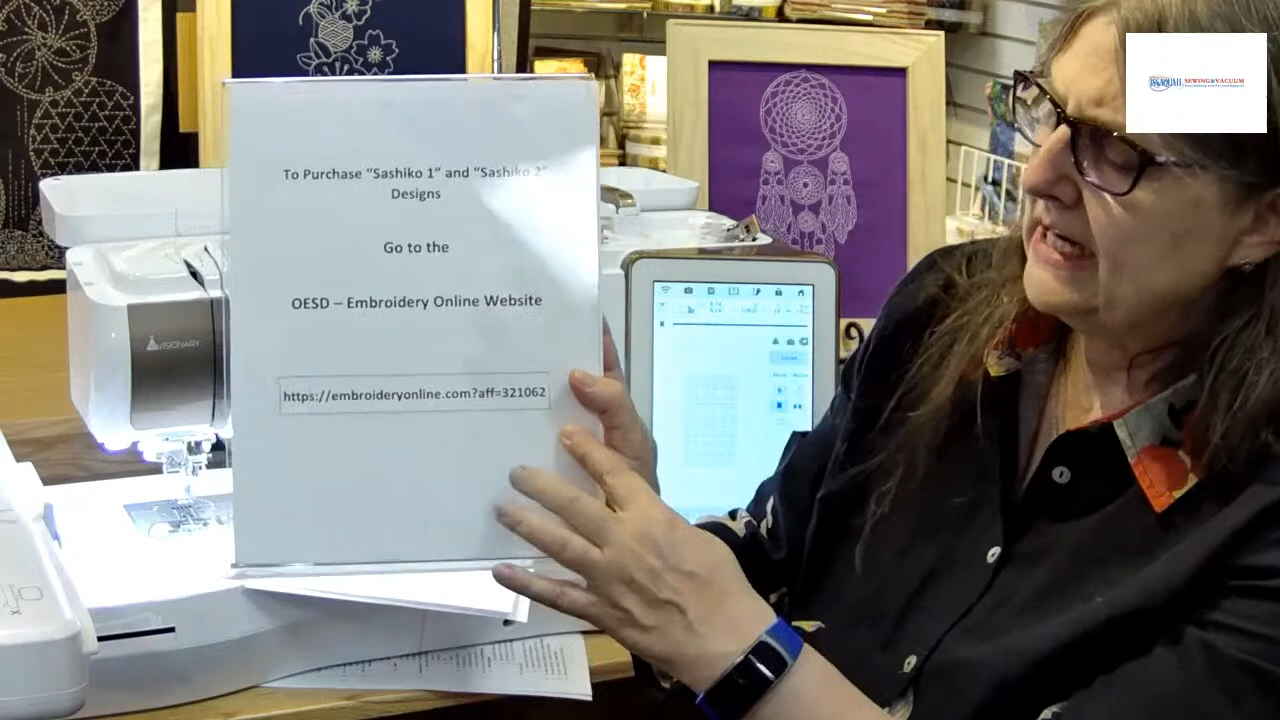 To Purchase “Sashiko 1” and “Sashiko 2”
Designs
Go to the
OESD – Embroidery Online Website
https://embroideryonline.com?aff=321062
VISIONARY
ISSAQUAH SEWING&VACUUM